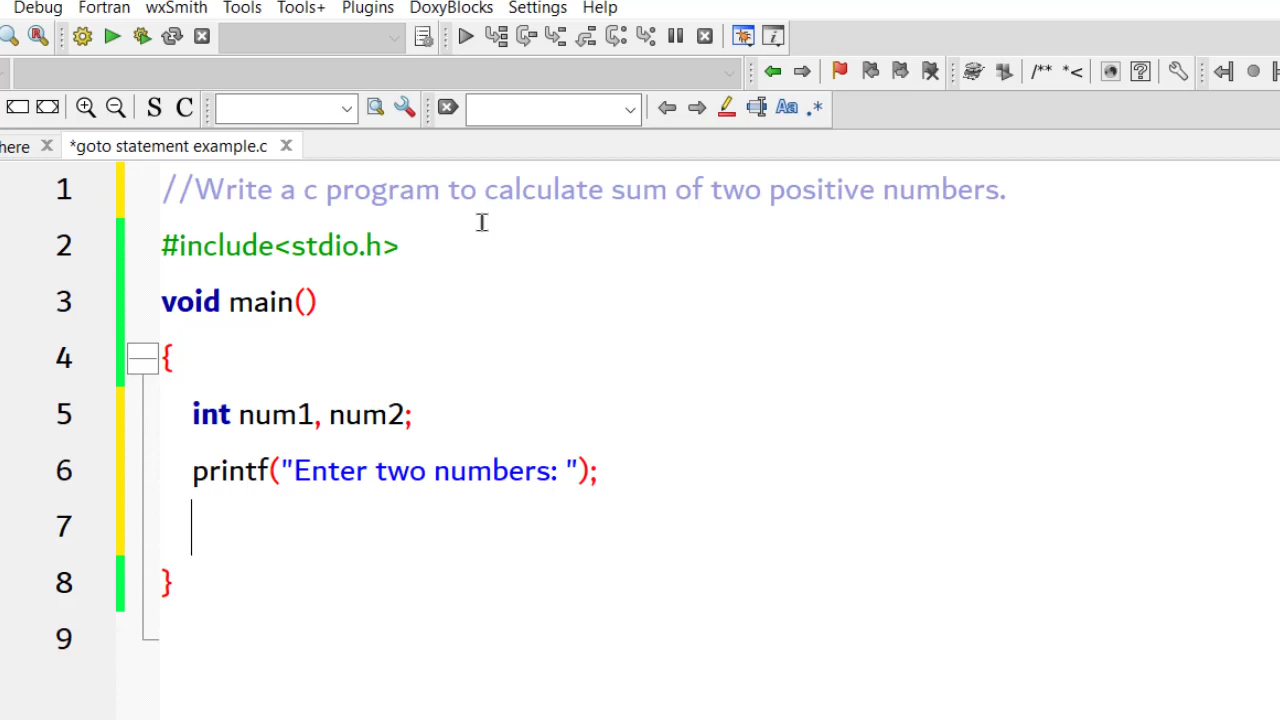 Debug Fortran wxSmith Tools Tools+ Plugins DoxyBlocks Settings Help
/** *<
S C Aa .*
here *goto statement example.c
1 //Write a c program to calculate sum of two positive numbers.
2 #include<stdio.h>
3 void main()
4 {
5 int num1, num2;
6 printf("Enter two numbers: ");
7
8 }
9